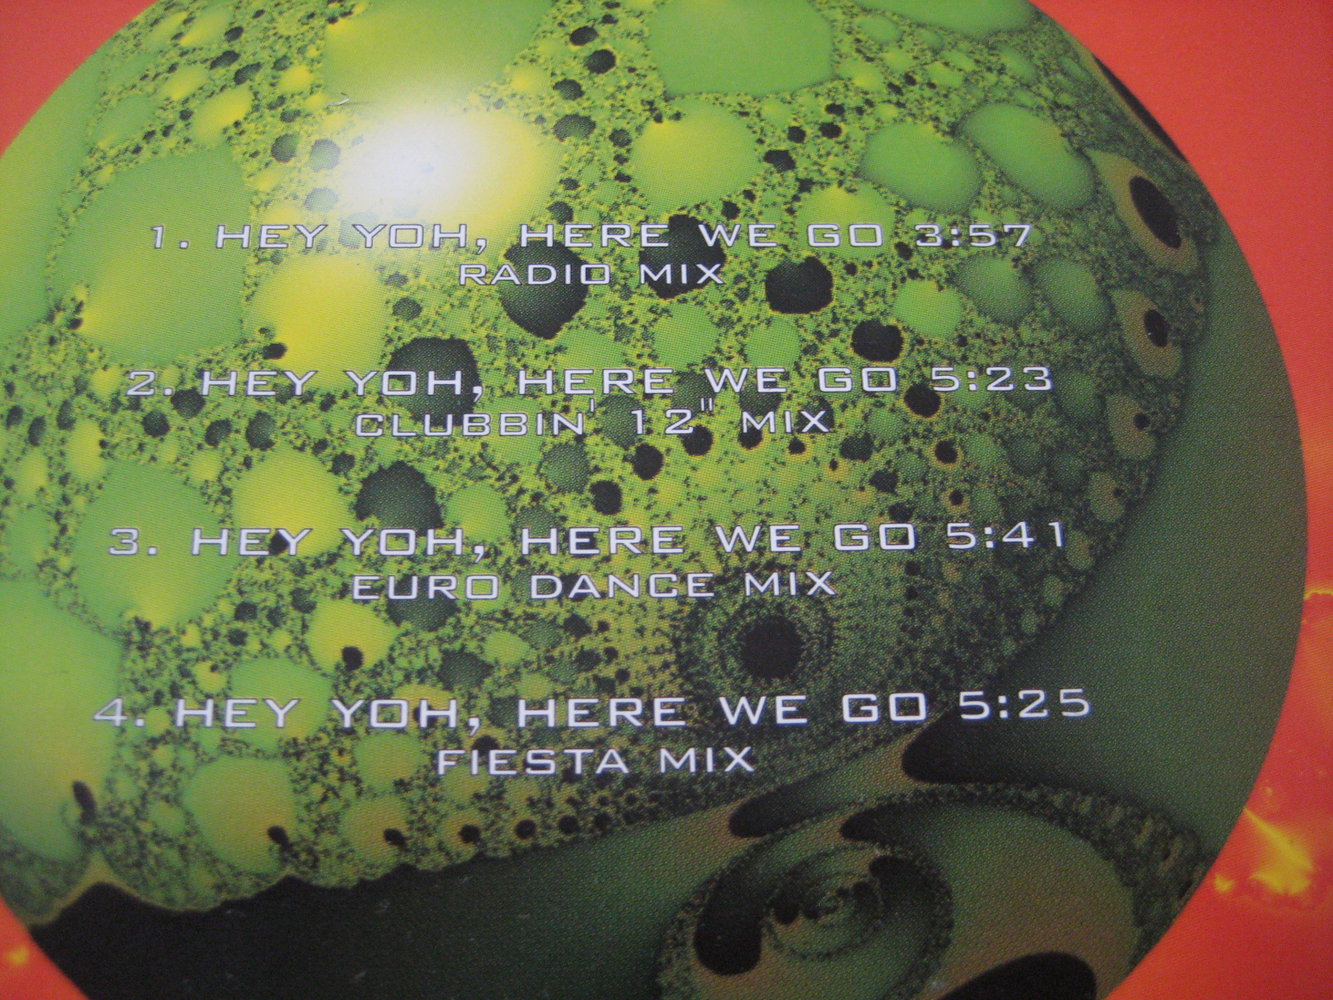 1. HEY YOH, HERE WE GO 3:57
RADIO MIX
2. HEY YOH, HERE WE GO 5:23
CLUBBIN' 12" MIX
3. HEY YOH, HERE WE GO 5:41
EURO DANCE MIX
4. HEY YOH, HERE WE GO 5:25
FIESTA MIX